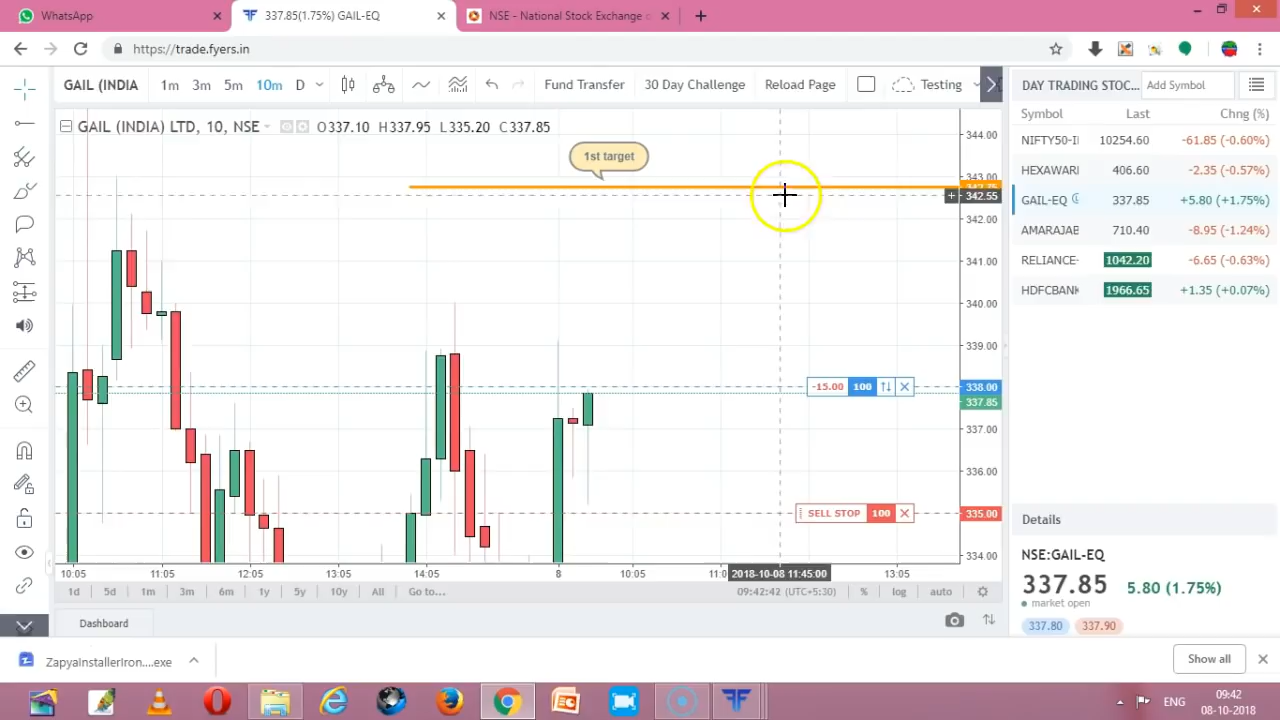 WhatsApp
337.85(1.75%) GAIL-EQ
NSE - National Stock Exchange
https://trade.fyers.in
GAIL (INDIA
1m 3m 5m 10m D
Fund Transfer
30 Day Challenge
Reload Page
Testing
GAIL (INDIA) LTD, 10, NSE
O337.10 H337.95 L335.20 C337.85
1st target
344.00
343.00
342.75
342.55
342.00
341.00
340.00
339.00
338.00
337.85
337.00
336.00
335.00
334.00
-15.00 100
SELL STOP 100
10:05 11:05 12:05 13:05 14:05 8 10:05 11:0 2018-10-08 11:45:00 13:05
1d 5d 1m 3m 6m 1y 5y 10y All Go to...
09:42:42 (UTC+5:30) % log auto
Dashboard
DAY TRADING STOC...
Add Symbol
Symbol Last Chng (%)
NIFTY50-I 10254.60 -61.85 (-0.60%)
HEXAWARI 406.60 -2.35 (-0.57%)
GAIL-EQ 337.85 +5.80 (+1.75%)
AMARAJAB 710.40 -8.95 (-1.24%)
RELIANCE- 1042.20 -6.65 (-0.63%)
HDFCBANK 1966.65 +1.35 (+0.07%)
Details
NSE:GAIL-EQ
337.85 5.80 (1.75%)
market open
337.80 337.90
ZapyaInstallerIron....exe
Show all
ENG
09:42
08-10-2018